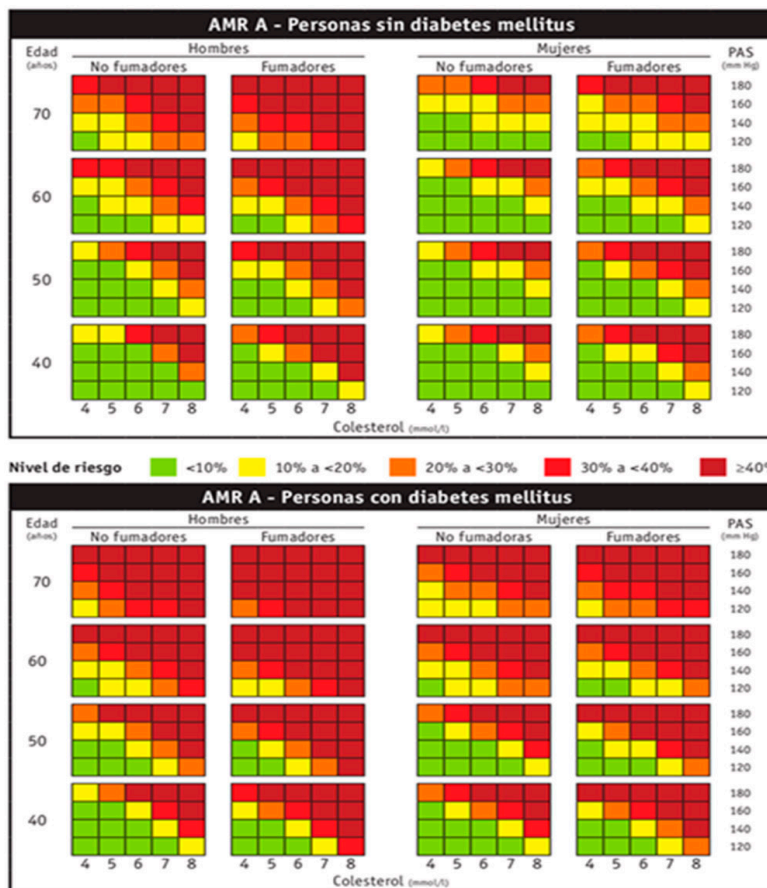 AMR A - Personas sin diabetes mellitus
Edad Hombres Mujeres PAS
(años) No fumadores Fumadores No fumadores Fumadores (mm Hg)
180
160
70 140
120
180
160
60 140
120
180
160
50 140
120
180
160
40 140
120
4 5 6 7 8 4 5 6 7 8 4 5 6 7 8 4 5 6 7 8
Colesterol (mmol/l)
Nivel de riesgo <10% 10% a <20% 20% a <30% 30% a <40% ≥40%
AMR A - Personas con diabetes mellitus
Edad Hombres Mujeres PAS
(años) No fumadores Fumadores No fumadoras Fumadores (mm Hg)
180
160
70 140
120
180
160
60 140
120
180
160
50 140
120
180
160
40 140
120
4 5 6 7 8 4 5 6 7 8 4 5 6 7 8 4 5 6 7 8
Colesterol (mmol/l)